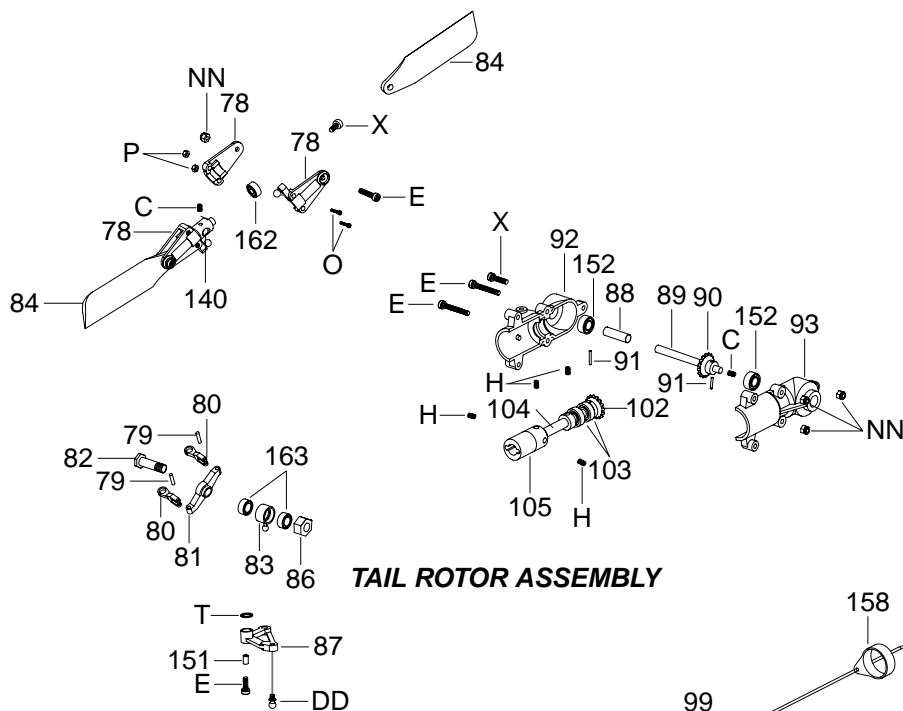 84
NN
78
X
78
P
E
C
162
78
O
X
92
152
E
88
84
140
E
89
90
152
93
C
91
91
H
104
102
NN
H
103
105
H
80
79
82
163
79
80
81
83
86
TAIL ROTOR ASSEMBLY
T
87
151
E
DD
158
99